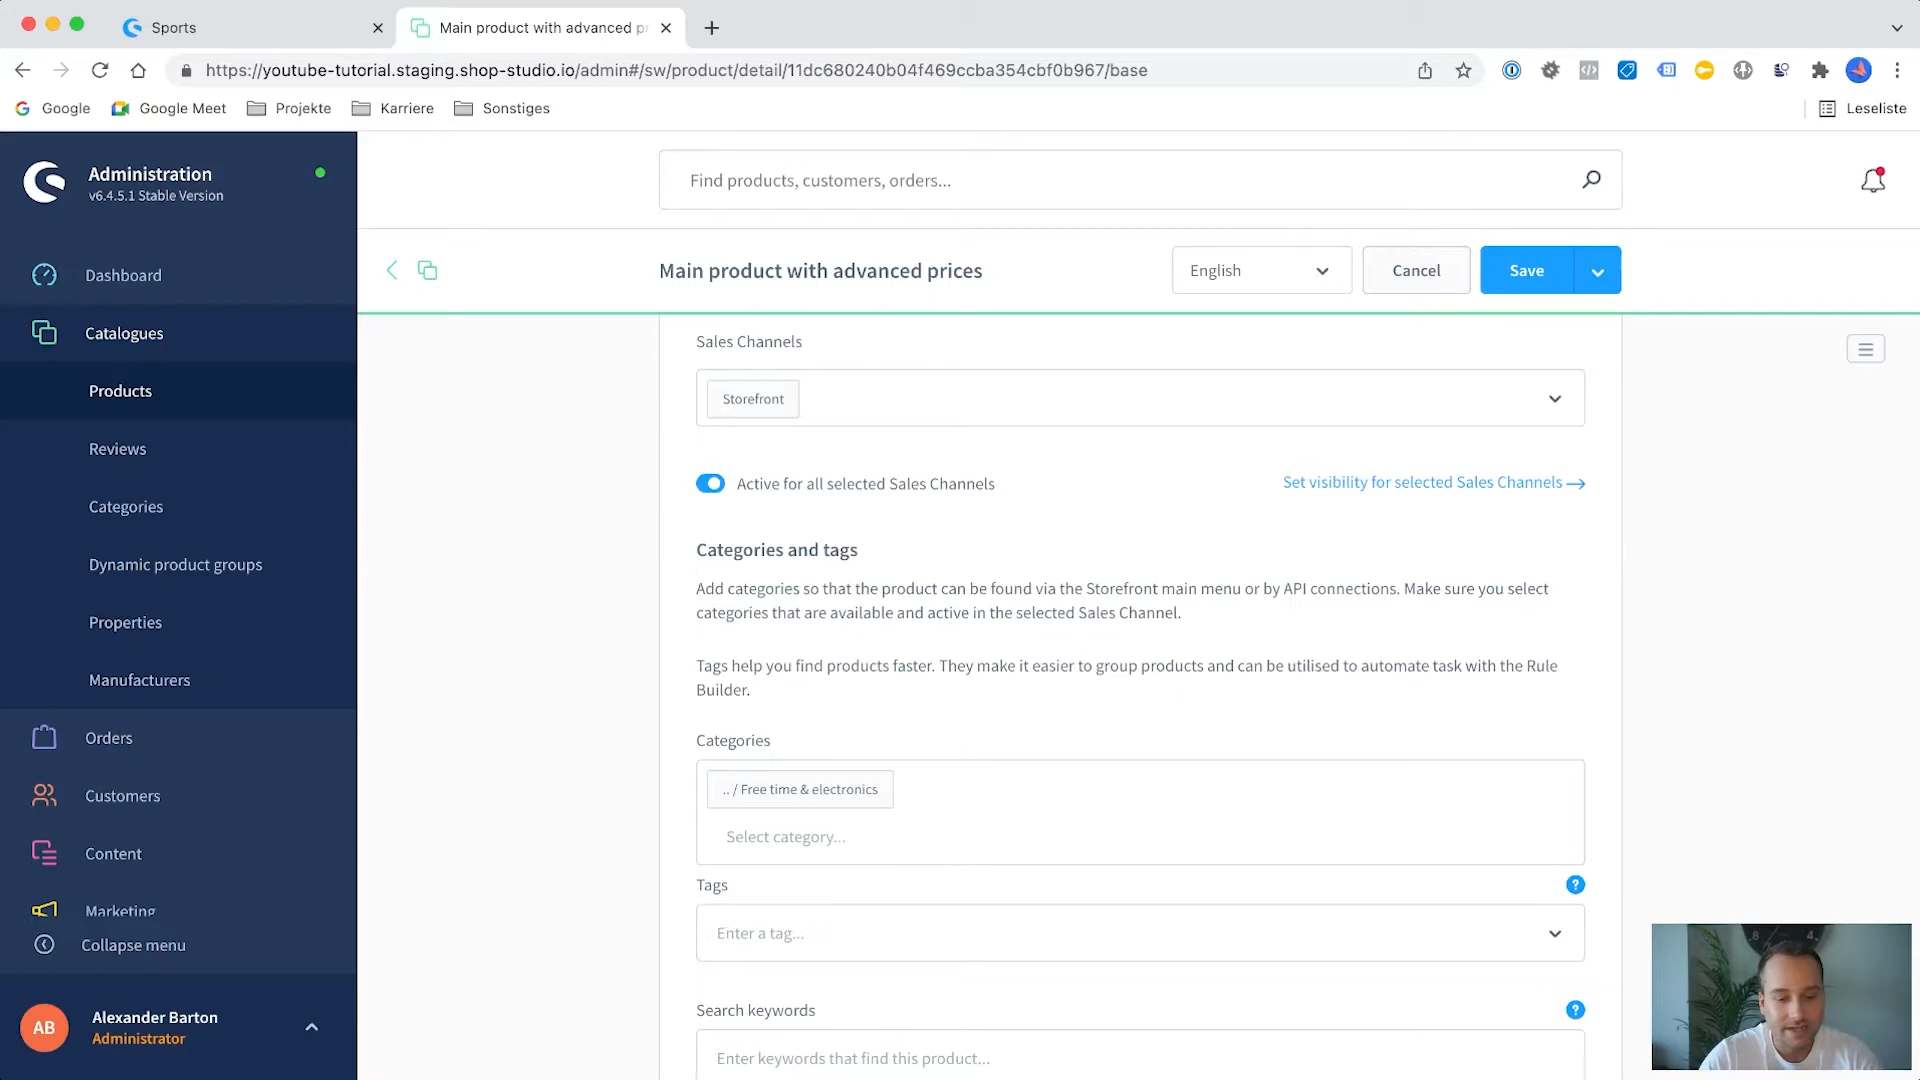 Sports
Main product with advanced p
https://youtube-tutorial.staging.shop-studio.io/admin#/sw/product/detail/11dc680240b04f469ccba354cbf0b967/base
Google
Google Meet
Projekte
Karriere
Sonstiges
Leseliste
Administration
v6.4.5.1 Stable Version
Find products, customers, orders...
Dashboard
Catalogues
Products
Reviews
Categories
Dynamic product groups
Properties
Manufacturers
Orders
Customers
Content
Marketing
Collapse menu
AB
Alexander Barton
Administrator
Main product with advanced prices
English
Cancel
Save
Sales Channels
Storefront
Active for all selected Sales Channels
Set visibility for selected Sales Channels
Categories and tags
Add categories so that the product can be found via the Storefront main menu or by API connections. Make sure you select
categories that are available and active in the selected Sales Channel.
Tags help you find products faster. They make it easier to group products and can be utilised to automate task with the Rule
Builder.
Categories
.. / Free time & electronics
Select category...
Tags
?
Enter a tag...
Search keywords
?
Enter keywords that find this product...